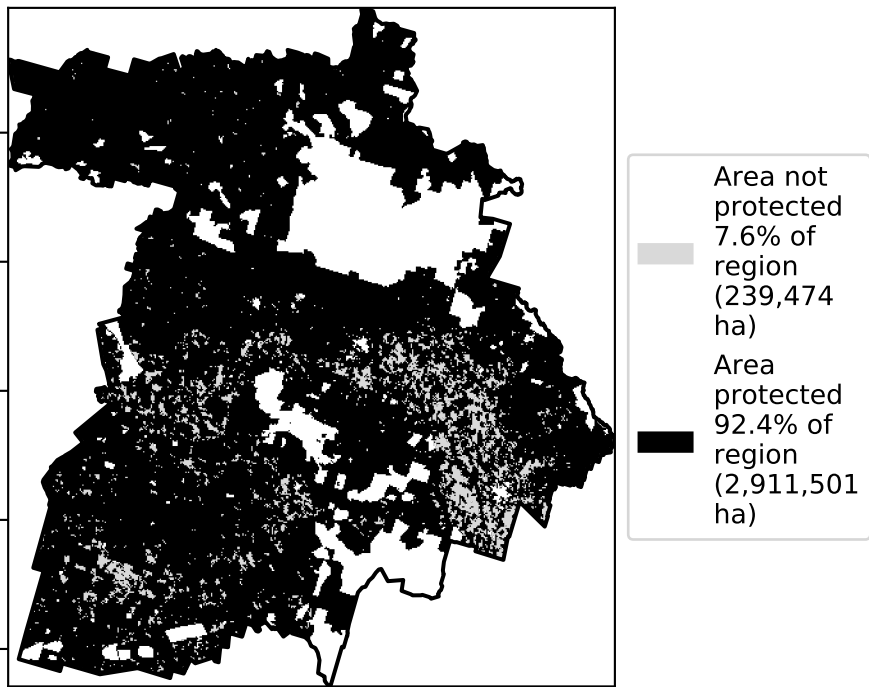 Area not
protected
7.6% of
region
(239,474
ha)
Area
protected
92.4% of
region
(2,911,501
ha)